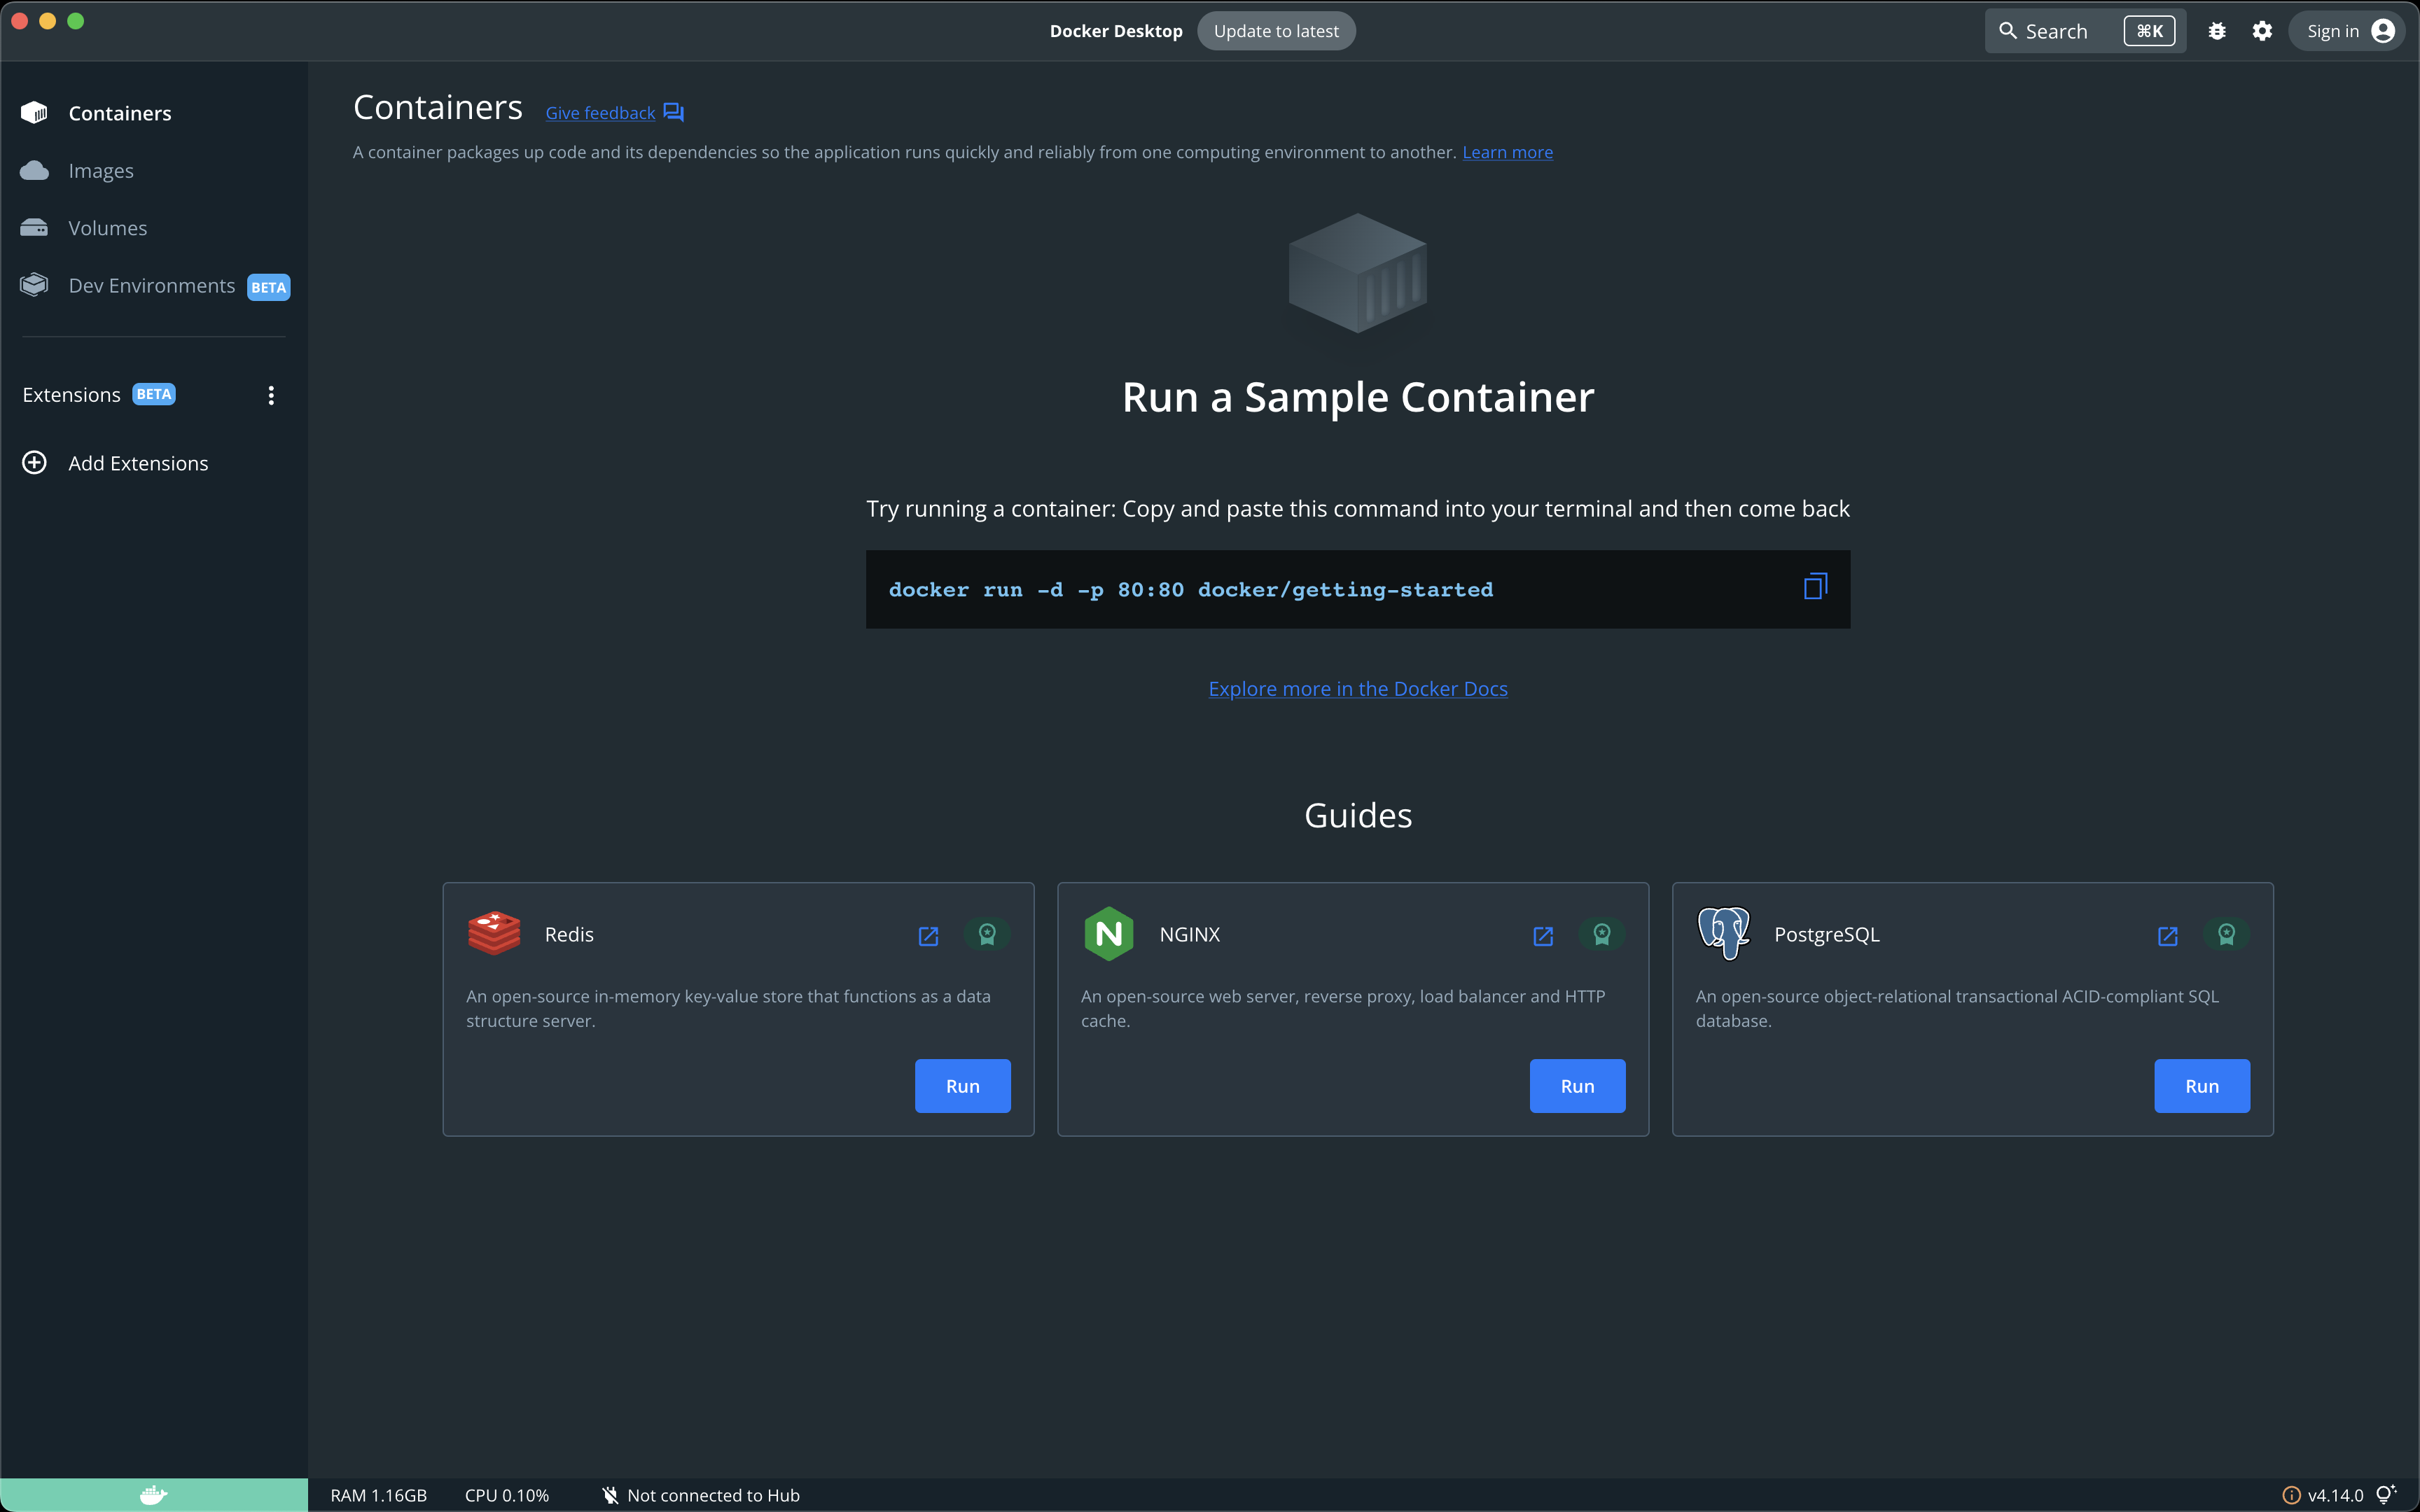 Docker Desktop Update to latest
Search ⌘K
Sign in
Containers
Images
Volumes
Dev Environments BETA
Extensions BETA
Add Extensions
Containers Give feedback
A container packages up code and its dependencies so the application runs quickly and reliably from one computing environment to another. Learn more
Run a Sample Container
Try running a container: Copy and paste this command into your terminal and then come back
docker run -d -p 80:80 docker/getting-started
Explore more in the Docker Docs
Guides
Redis
An open-source in-memory key-value store that functions as a data
structure server.
Run
NGINX
An open-source web server, reverse proxy, load balancer and HTTP
cache.
Run
PostgreSQL
An open-source object-relational transactional ACID-compliant SQL
database.
Run
RAM 1.16GB CPU 0.10% Not connected to Hub
v4.14.0